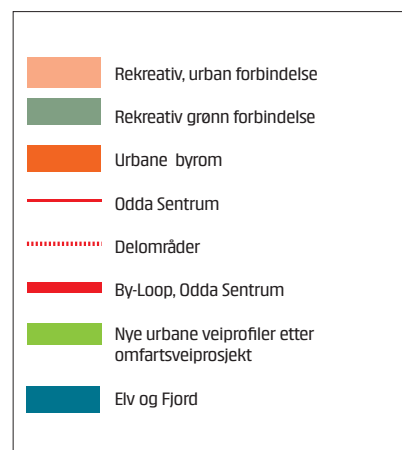 Rekreativ, urban forbindelse
Rekreativ grønn forbindelse
Urbane byrom
Odda Sentrum
Delområder
By-Loop, Odda Sentrum
Nye urbane veiprofiler etter
omfartsveiprosjekt
Elv og Fjord